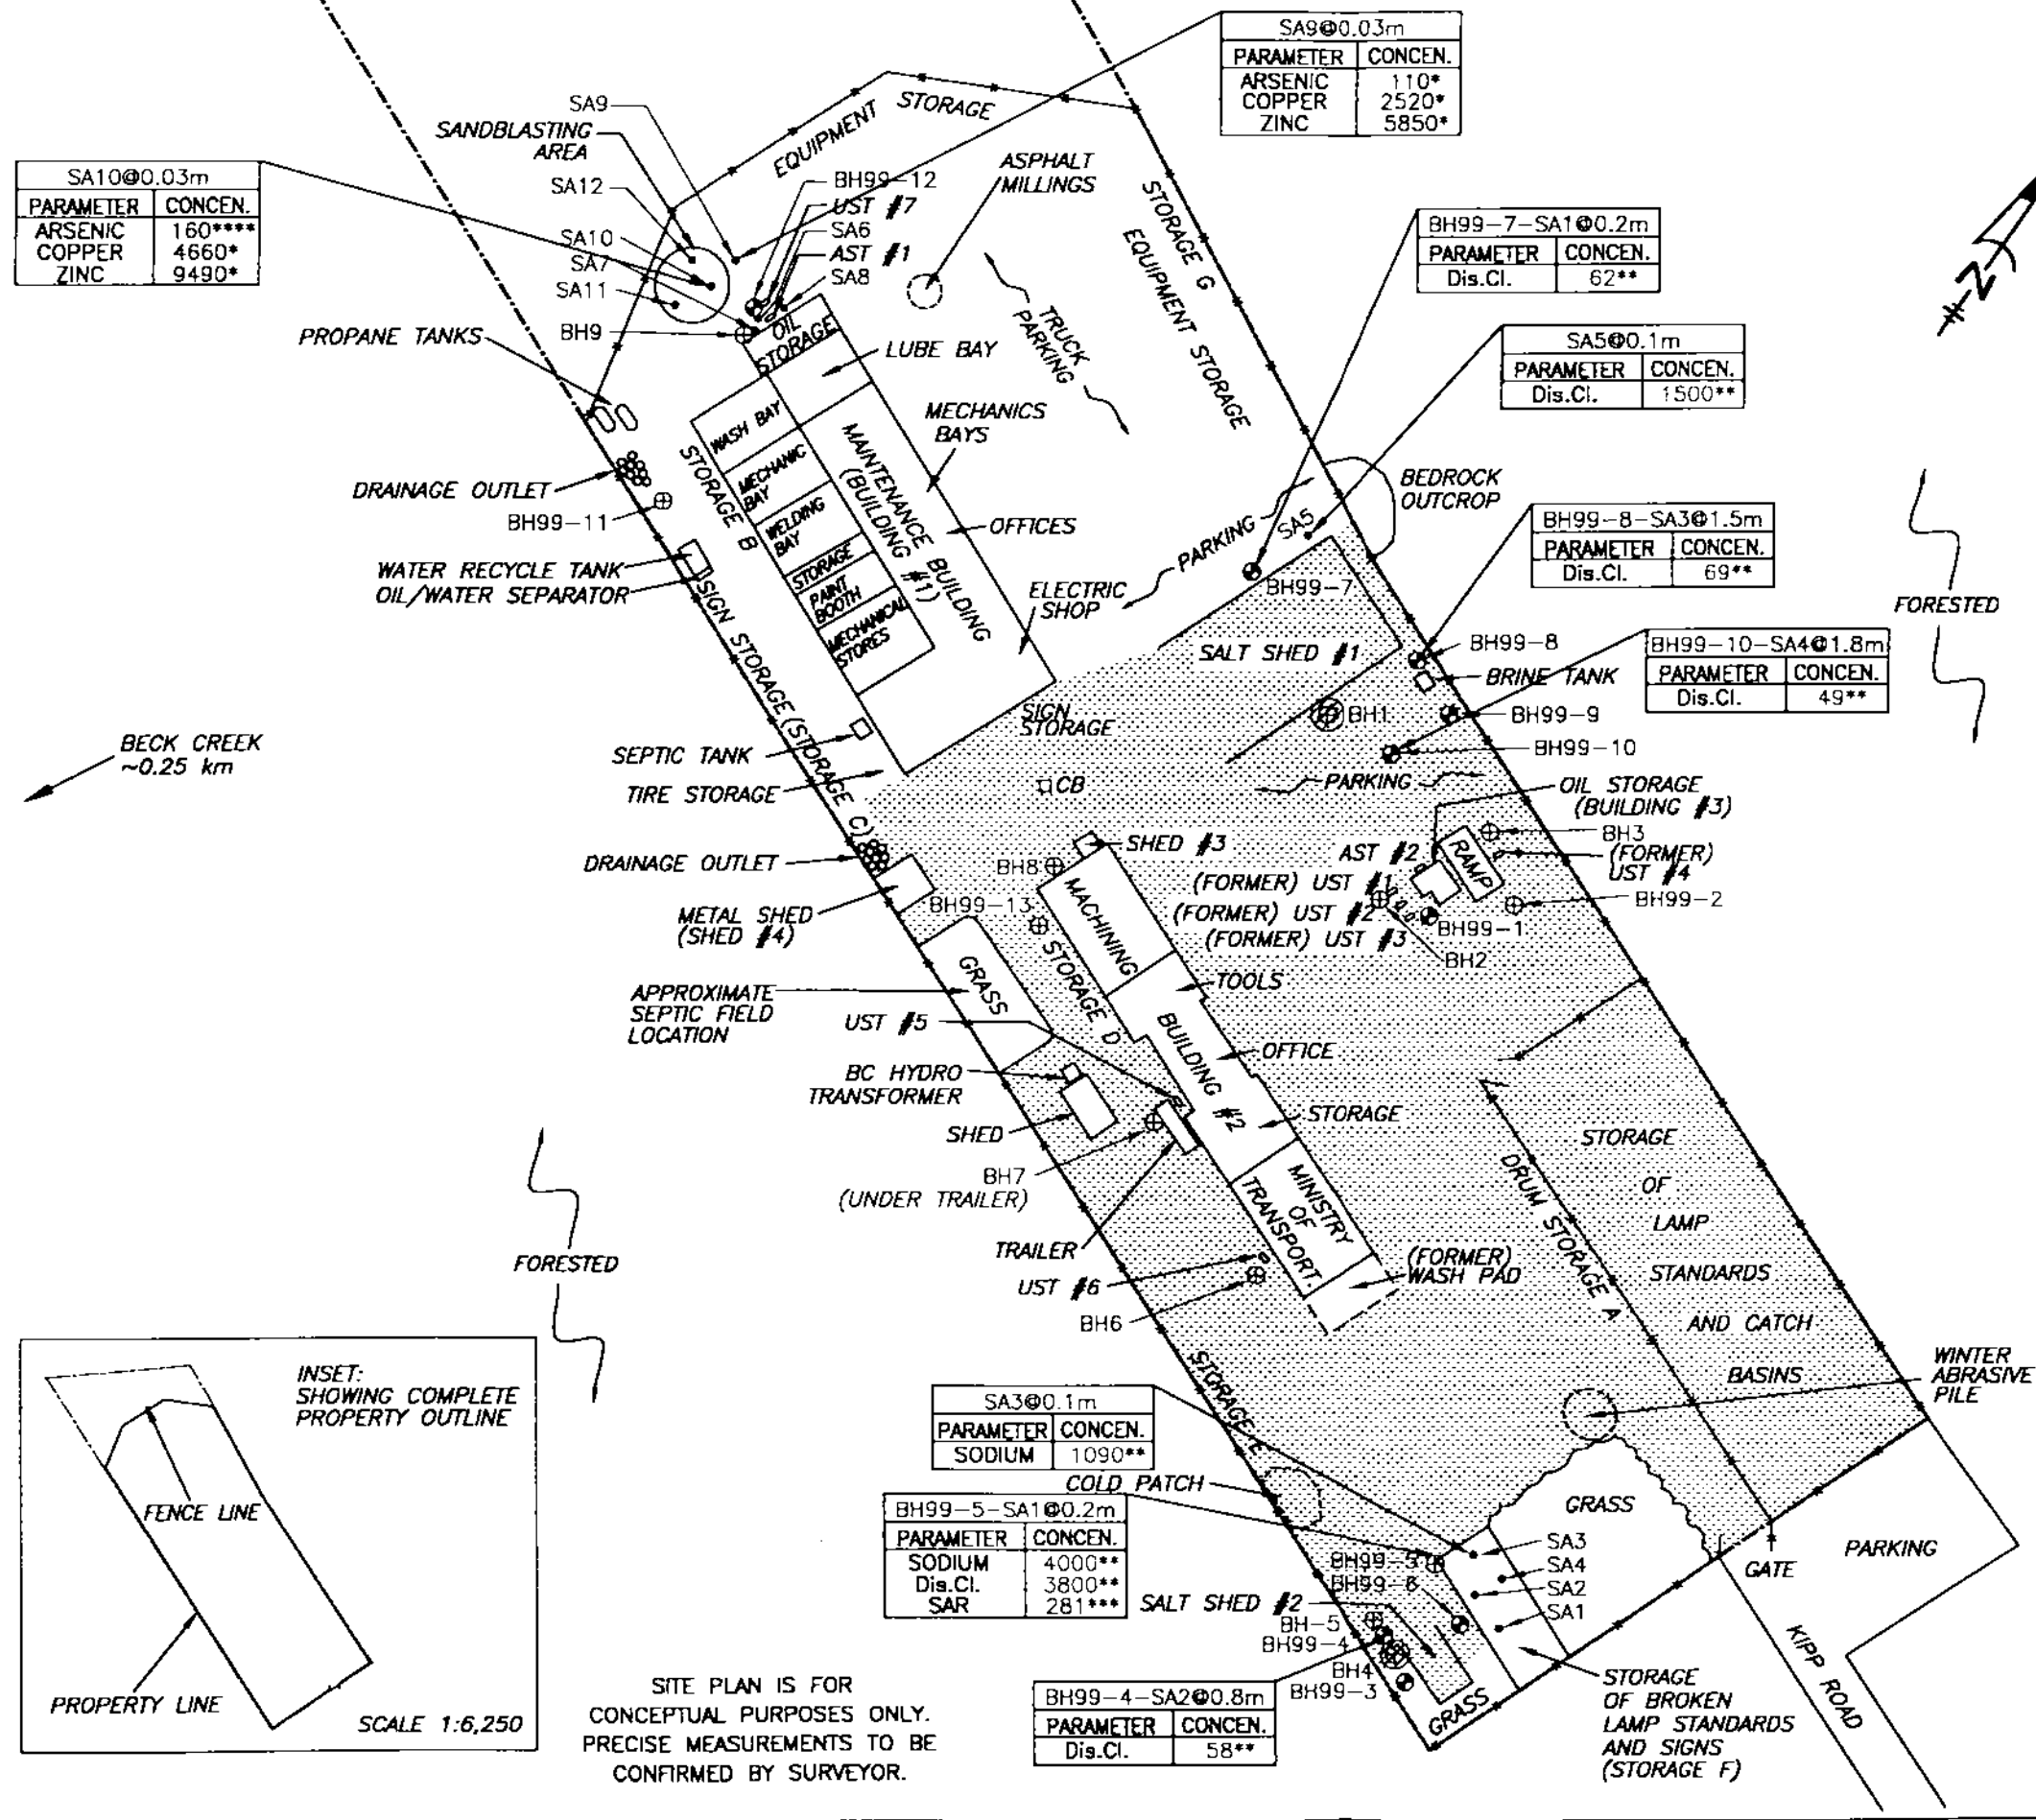 SA9@0.03m
PARAMETER CONCEN.
ARSENIC 110*
COPPER 2520*
ZINC 5850*
SA9
SANDBLASTING
AREA
EQUIPMENT STORAGE
SA10@0.03m
PARAMETER CONCEN.
ARSENIC 160****
COPPER 4660*
ZINC 9490*
SA12
BH99-12
UST #7
SA6
AST #1
SA8
ASPHALT
MILLINGS
SA10
SA7
SA11
BH9
PROPANE TANKS
OIL
STORAGE
LUBE BAY
TRUCK
PARKING
STORAGE G
EQUIPMENT STORAGE
BH99-7-SA1@0.2m
PARAMETER CONCEN.
Dis.Cl. 62**
N
SA5@0.1m
PARAMETER CONCEN.
Dis.Cl. 1500**
MECHANICS
BAYS
WASH BAY
MECHANIC
BAY
WELDING
BAY
STORAGE
PAINT
BOOTH
MECHANICAL
STORES
STORAGE B
MAINTENANCE BUILDING
(BUILDING #1)
DRAINAGE OUTLET
BH99-11
OFFICES
BEDROCK
OUTCROP
PARKING
SA5
BH99-8-SA3@1.5m
PARAMETER CONCEN.
Dis.Cl. 69**
WATER RECYCLE TANK
OIL/WATER SEPARATOR
ELECTRIC
SHOP
BH99-7
FORESTED
SIGN STORAGE (STORAGE C)
SALT SHED #1
BH99-8
BRINE TANK
BH99-10-SA4@1.8m
PARAMETER CONCEN.
Dis.Cl. 49**
SIGN
STORAGE
BH1
BH99-9
BH99-10
BECK CREEK
~0.25 km
SEPTIC TANK
TIRE STORAGE
CB
PARKING
OIL STORAGE
(BUILDING #3)
BH3
(FORMER)
UST #4
BH99-2
RAMP
DRAINAGE OUTLET
BH8
SHED #3
AST #2
(FORMER) UST #1
(FORMER) UST #2
(FORMER) UST #3
BH99-1
BH2
METAL SHED
(SHED #4)
BH99-13
MACHINING
STORAGE D
TOOLS
GRASS
APPROXIMATE
SEPTIC FIELD
LOCATION
UST #5
BUILDING #2
OFFICE
BC HYDRO
TRANSFORMER
SHED
STORAGE
BH7
(UNDER TRAILER)
MINISTRY
OF
TRANSPORT.
DRUM STORAGE A
STORAGE
OF
LAMP
STANDARDS
AND CATCH
BASINS
FORESTED
TRAILER
UST #6
BH6
(FORMER)
WASH PAD
WINTER
ABRASIVE
PILE
STORAGE E
INSET:
SHOWING COMPLETE
PROPERTY OUTLINE
FENCE LINE
PROPERTY LINE
SCALE 1:6,250
SA3@0.1m
PARAMETER CONCEN.
SODIUM 1090**
COLD PATCH
BH99-5-SA1@0.2m
PARAMETER CONCEN.
SODIUM 4000**
Dis.Cl. 3800**
SAR 281***
GRASS
SA3
SA4
SA2
SA1
GATE
PARKING
BH99-5
BH99-6
SALT SHED #2
BH-5
BH99-4
BH4
BH99-3
GRASS
KIPP ROAD
STORAGE
OF BROKEN
LAMP STANDARDS
AND SIGNS
(STORAGE F)
SITE PLAN IS FOR
CONCEPTUAL PURPOSES ONLY.
PRECISE MEASUREMENTS TO BE
CONFIRMED BY SURVEYOR.
BH99-4-SA2@0.8m
PARAMETER CONCEN.
Dis.Cl. 58**